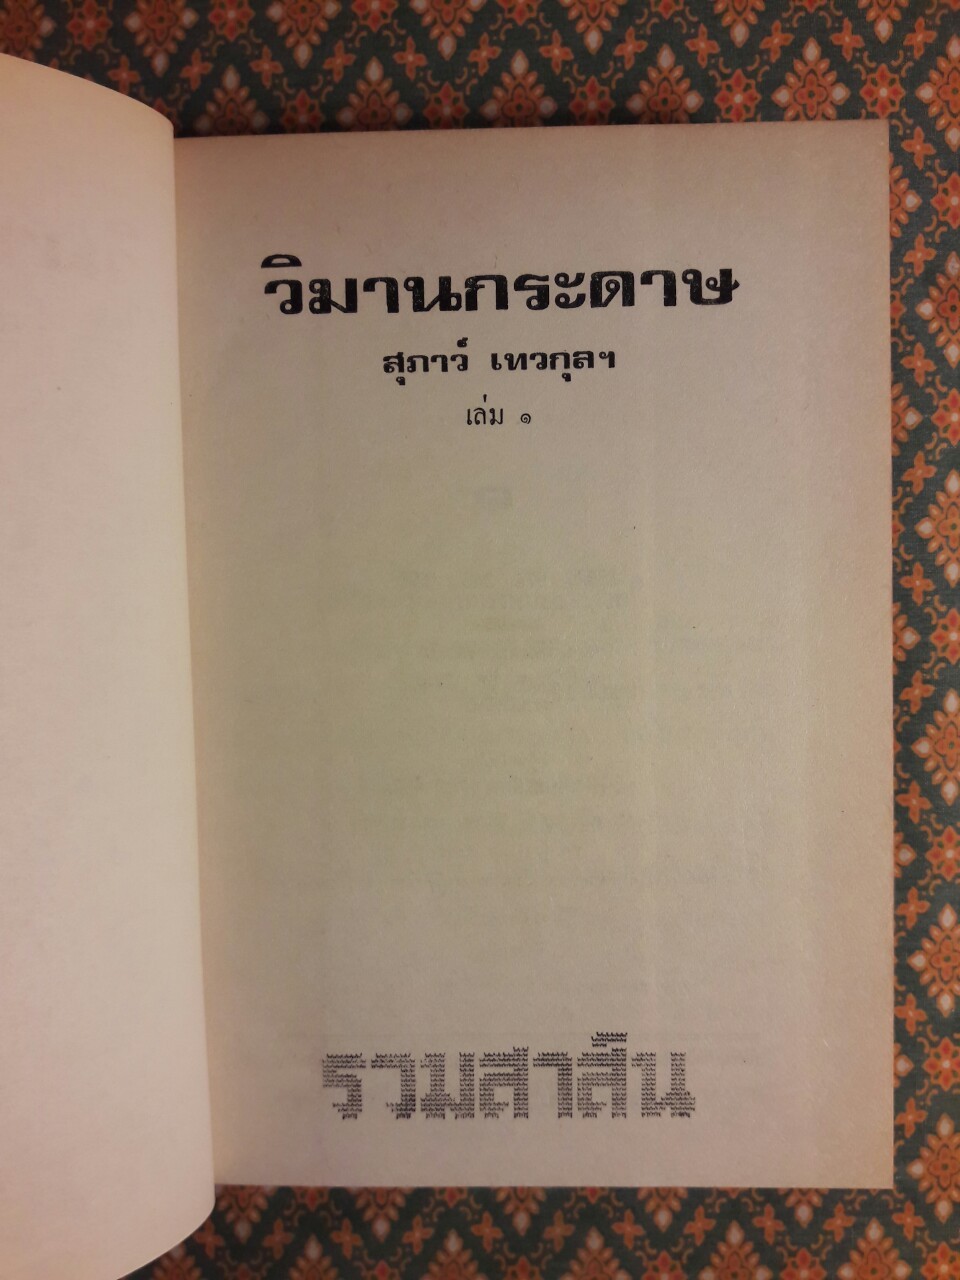 วิมานกระดาษ
สุภาว์ เทวกุลฯ
เล่ม ๑
รวมสาส์น